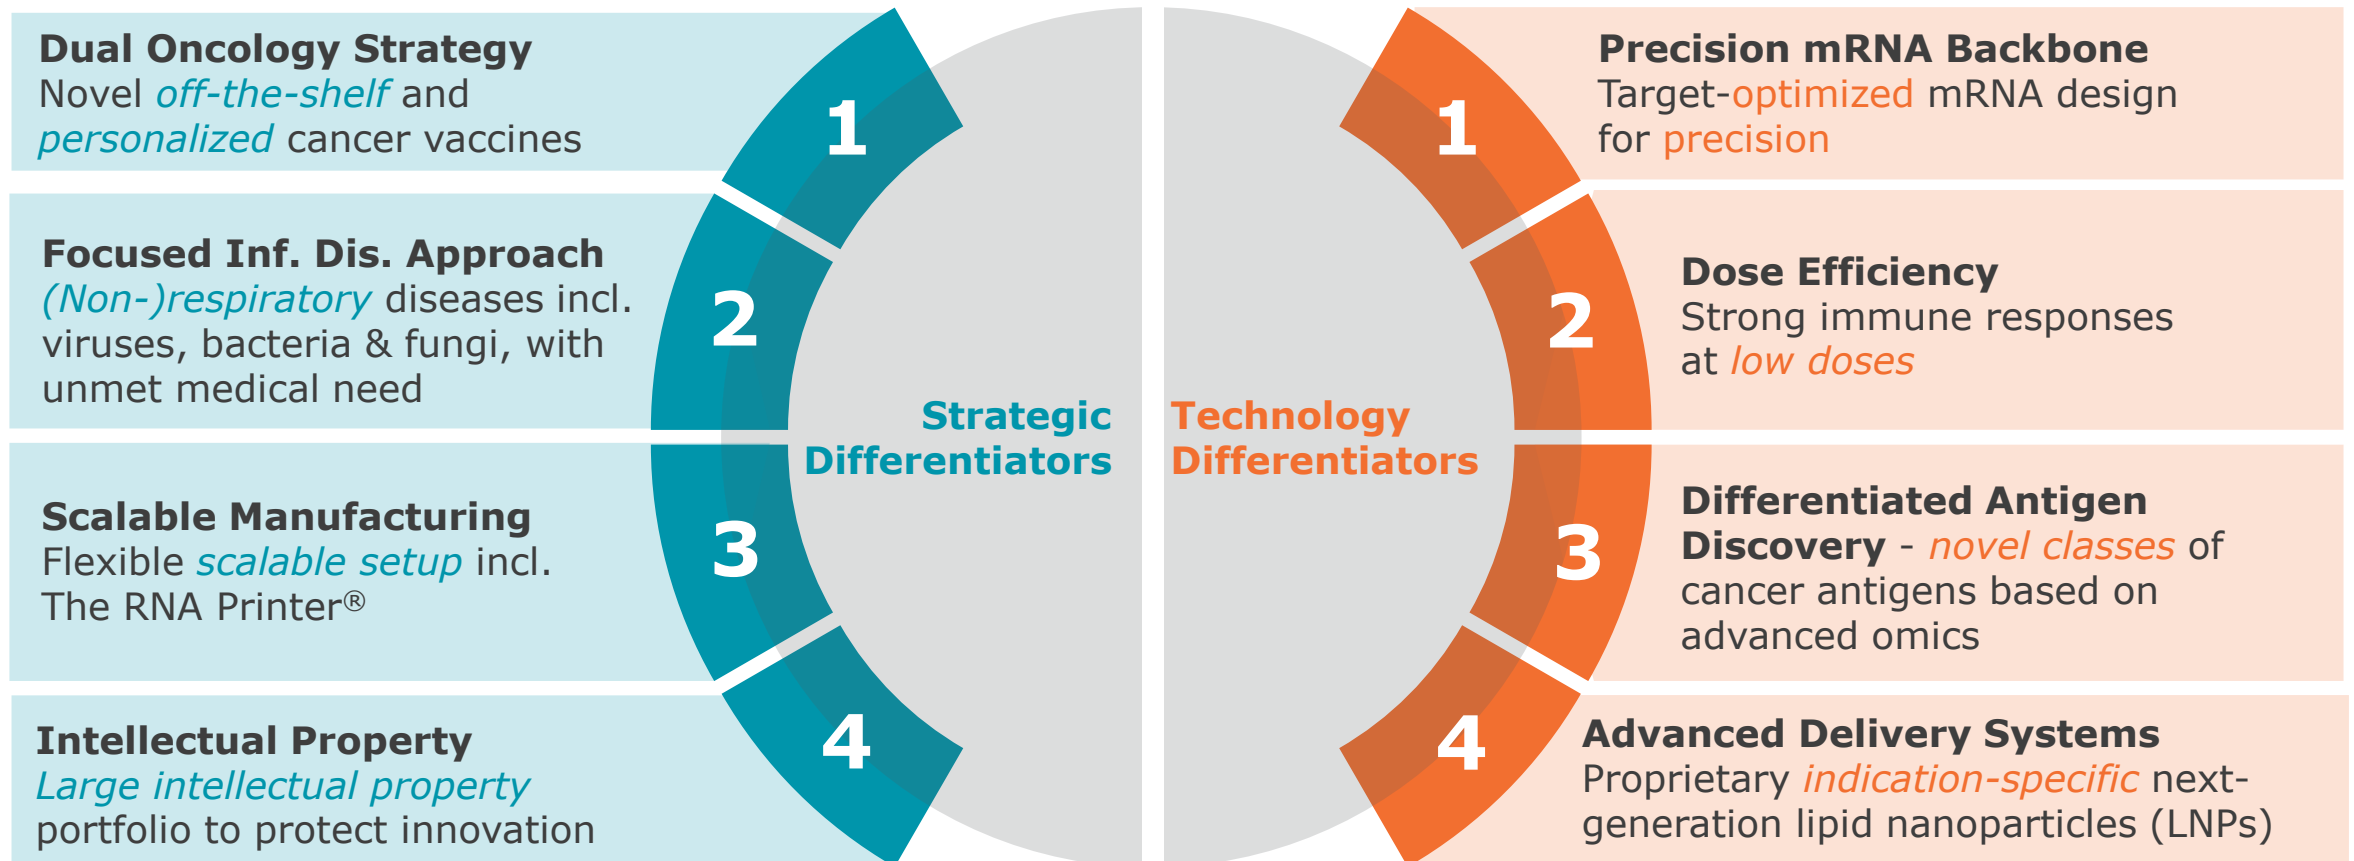 Dual Oncology Strategy
Novel off-the-shelf and
personalized cancer vaccines
1
Focused Inf. Dis. Approach
(Non-)respiratory diseases incl.
viruses, bacteria & fungi, with
unmet medical need
2
Scalable Manufacturing
Flexible scalable setup incl.
The RNA Printer®
3
Intellectual Property
Large intellectual property
portfolio to protect innovation
4
Strategic
Differentiators
Technology
Differentiators
1
Precision mRNA Backbone
Target-optimized mRNA design
for precision
2
Dose Efficiency
Strong immune responses
at low doses
3
Differentiated Antigen
Discovery - novel classes of
cancer antigens based on
advanced omics
4
Advanced Delivery Systems
Proprietary indication-specific next-
generation lipid nanoparticles (LNPs)